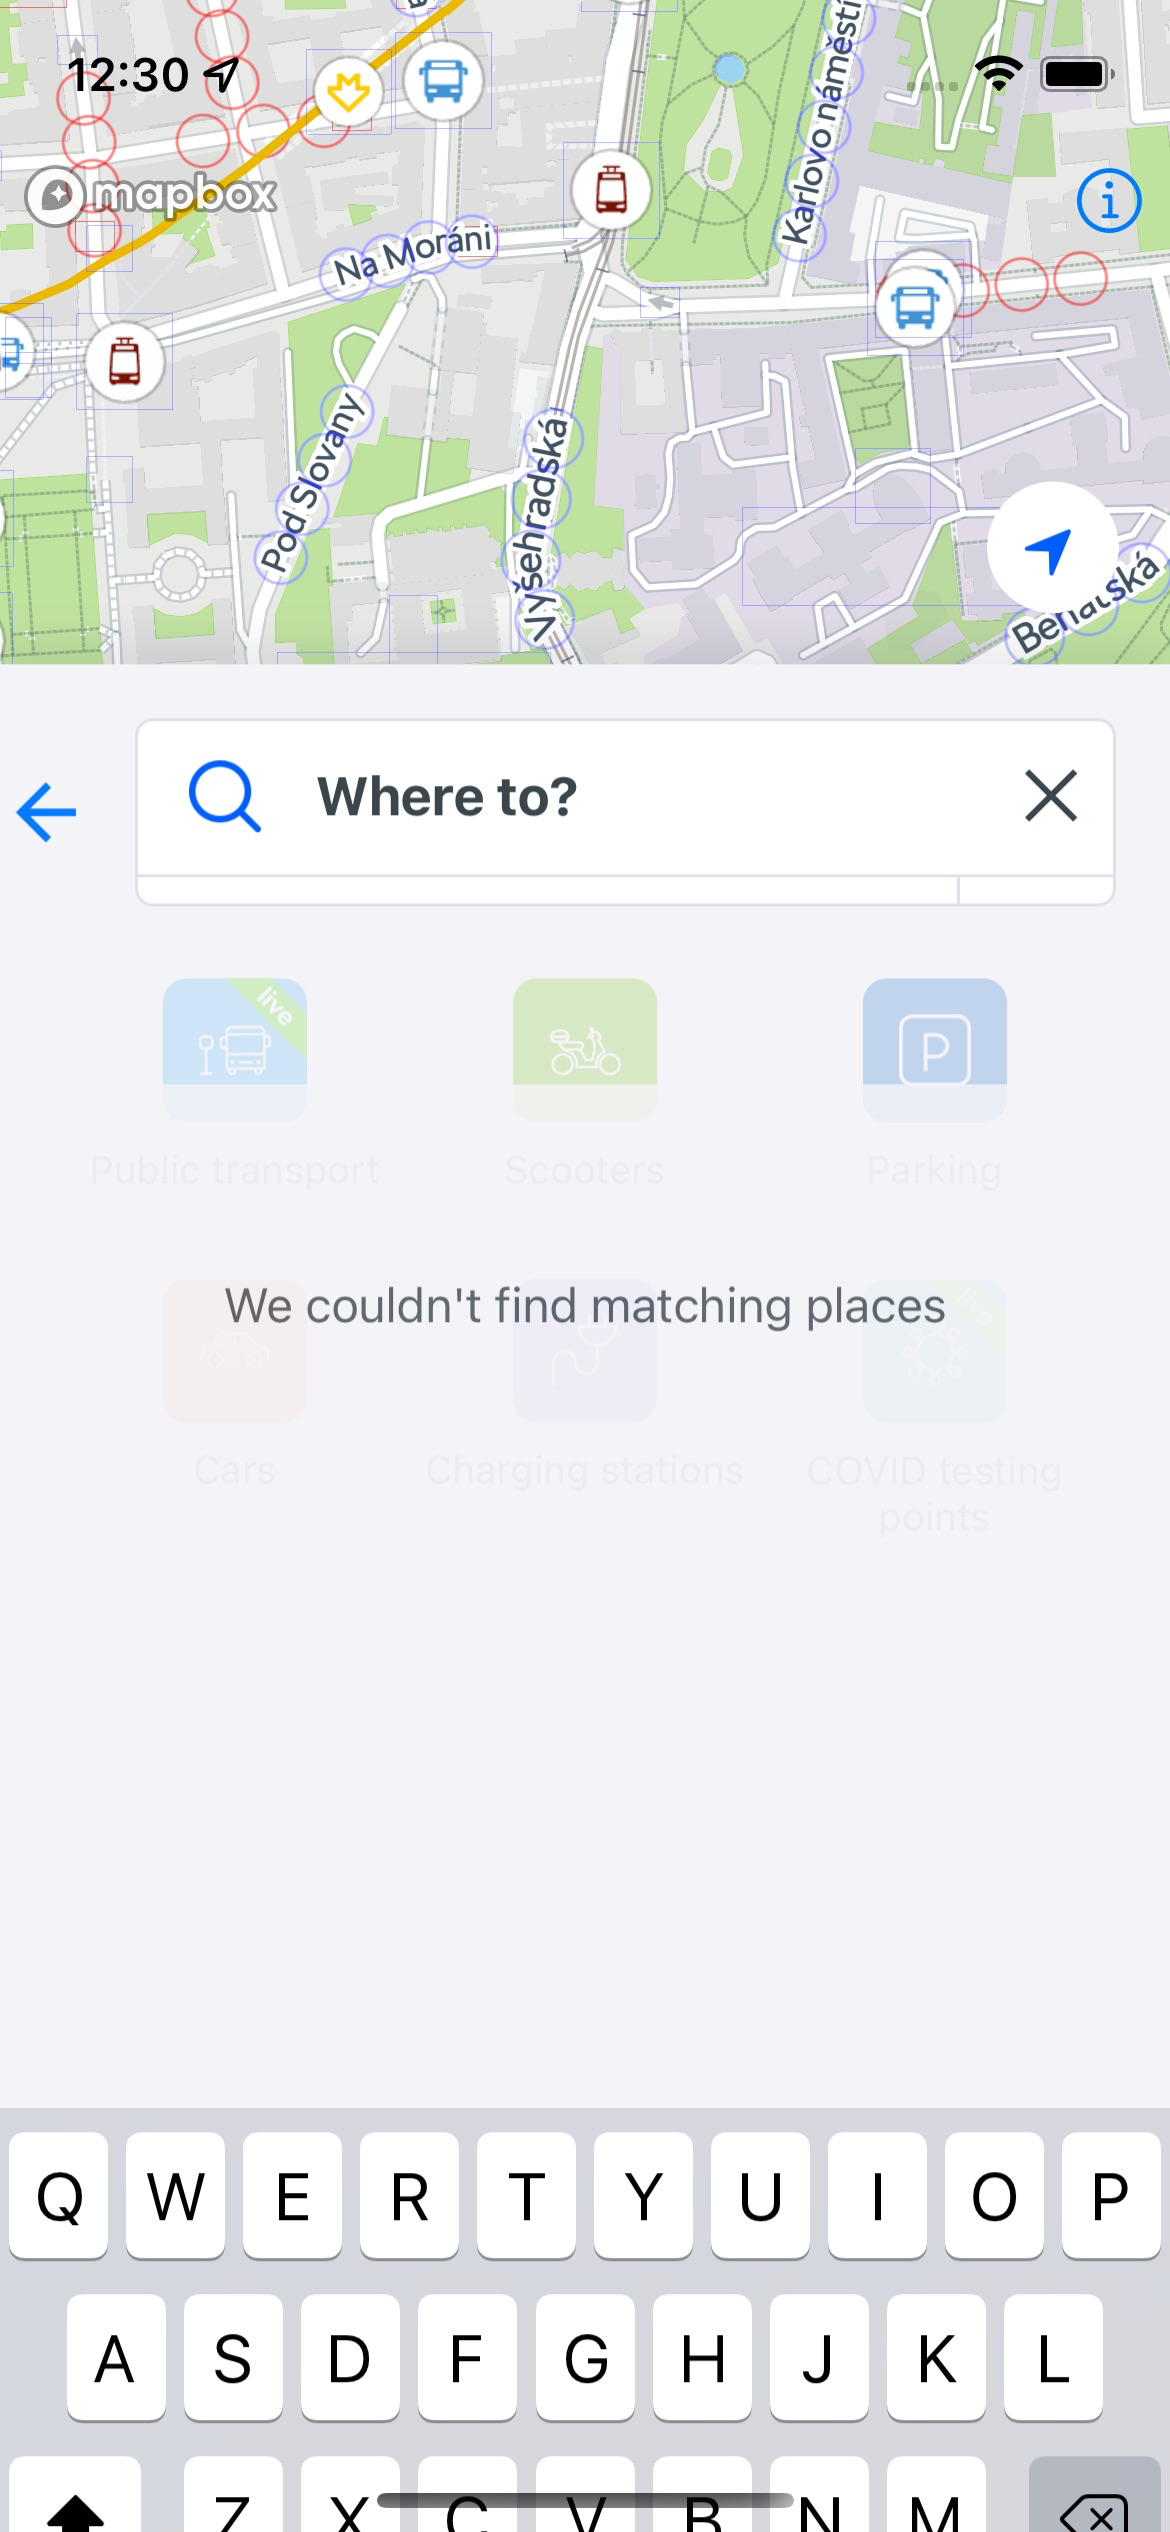 12:30
mapbox
Karlovo náměstí
Na Moráni
Pod Slovany
Vyšehradská
Benátská
Where to?
live
Public transport
Scooters
P
Parking
We couldn't find matching places
live
Cars
Charging stations
COVID testing
points
Q W E R T Y U I O P
A S D F G H J K L
Z X C V B N M